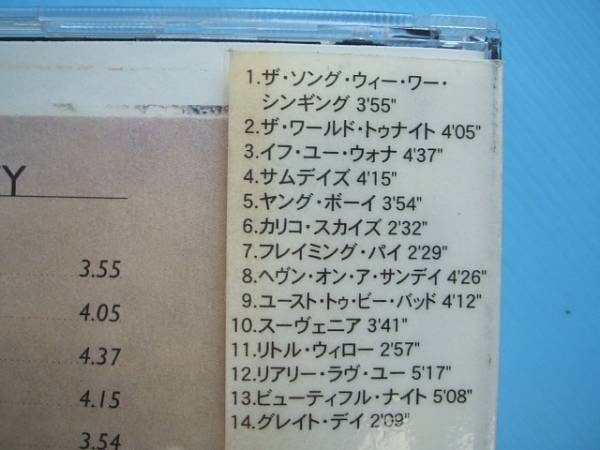 1.ザ・ソング・ウィー・ワー・
シンギング 3'55"
2.ザ・ワールド・トゥナイト 4'05"
3.イフ・ユー・ウォナ 4'37"
4.サムデイズ 4'15"
5.ヤング・ボーイ 3'54"
6.カリコ・スカイズ 2'32"
7.フレイミング・パイ 2'29"
8.ヘヴン・オン・ア・サンデイ 4'26"
9.ユースト・トゥ・ビー・バッド 4'12"
10.スーヴェニア 3'41"
11.リトル・ウィロー 2'57"
12.リアリー・ラヴ・ユー 5'17"
13.ビューティフル・ナイト 5'08"
14.グレイト・デイ 2'09"
Y
3.55
4.05
4.37
4.15
3.54